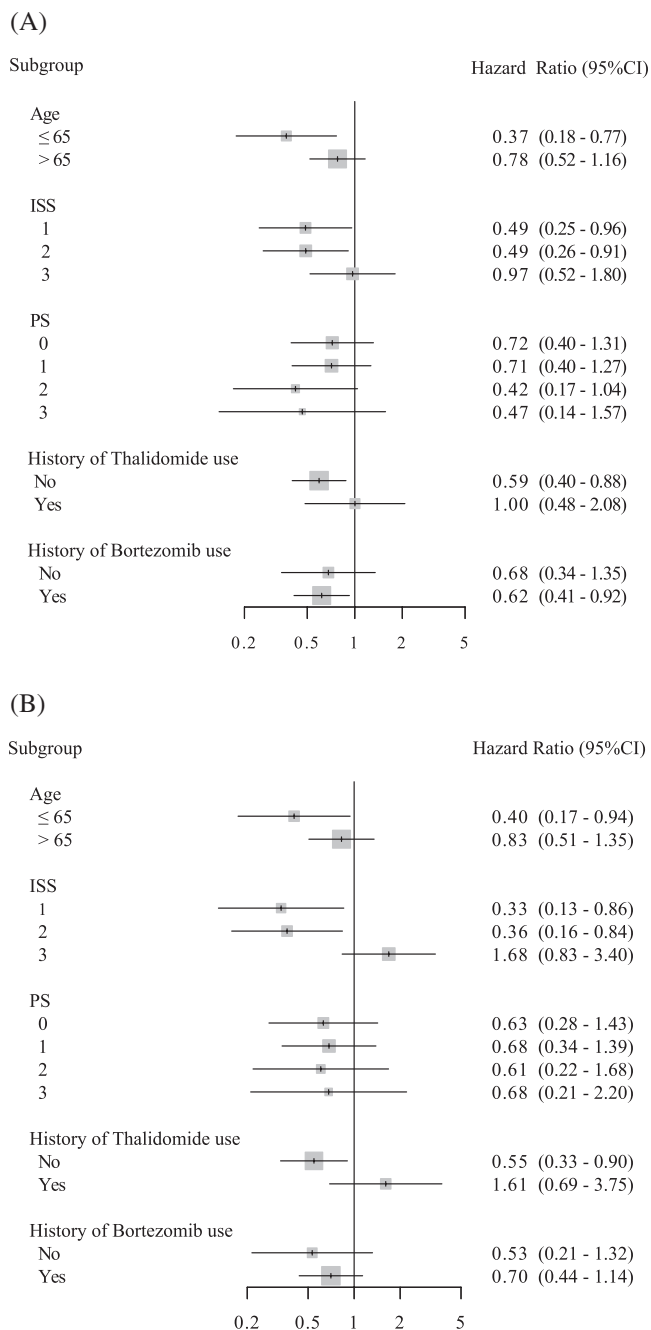 (A)
Subgroup Hazard Ratio (95%CI)
Age
≤ 65 0.37 (0.18 - 0.77)
> 65 0.78 (0.52 - 1.16)
ISS
1 0.49 (0.25 - 0.96)
2 0.49 (0.26 - 0.91)
3 0.97 (0.52 - 1.80)
PS
0 0.72 (0.40 - 1.31)
1 0.71 (0.40 - 1.27)
2 0.42 (0.17 - 1.04)
3 0.47 (0.14 - 1.57)
History of Thalidomide use
No 0.59 (0.40 - 0.88)
Yes 1.00 (0.48 - 2.08)
History of Bortezomib use
No 0.68 (0.34 - 1.35)
Yes 0.62 (0.41 - 0.92)
0.2 0.5 1 2 5
(B)
Subgroup Hazard Ratio (95%CI)
Age
≤ 65 0.40 (0.17 - 0.94)
> 65 0.83 (0.51 - 1.35)
ISS
1 0.33 (0.13 - 0.86)
2 0.36 (0.16 - 0.84)
3 1.68 (0.83 - 3.40)
PS
0 0.63 (0.28 - 1.43)
1 0.68 (0.34 - 1.39)
2 0.61 (0.22 - 1.68)
3 0.68 (0.21 - 2.20)
History of Thalidomide use
No 0.55 (0.33 - 0.90)
Yes 1.61 (0.69 - 3.75)
History of Bortezomib use
No 0.53 (0.21 - 1.32)
Yes 0.70 (0.44 - 1.14)
0.2 0.5 1 2 5